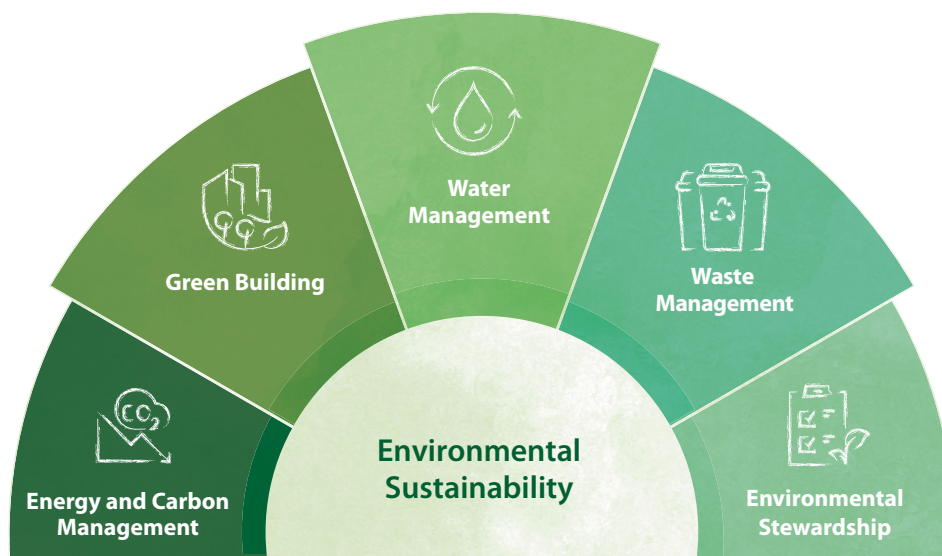 Water
Management
Green Building
Waste
Management
CO2
Energy and Carbon
Management
Environmental
Sustainability
Environmental
Stewardship